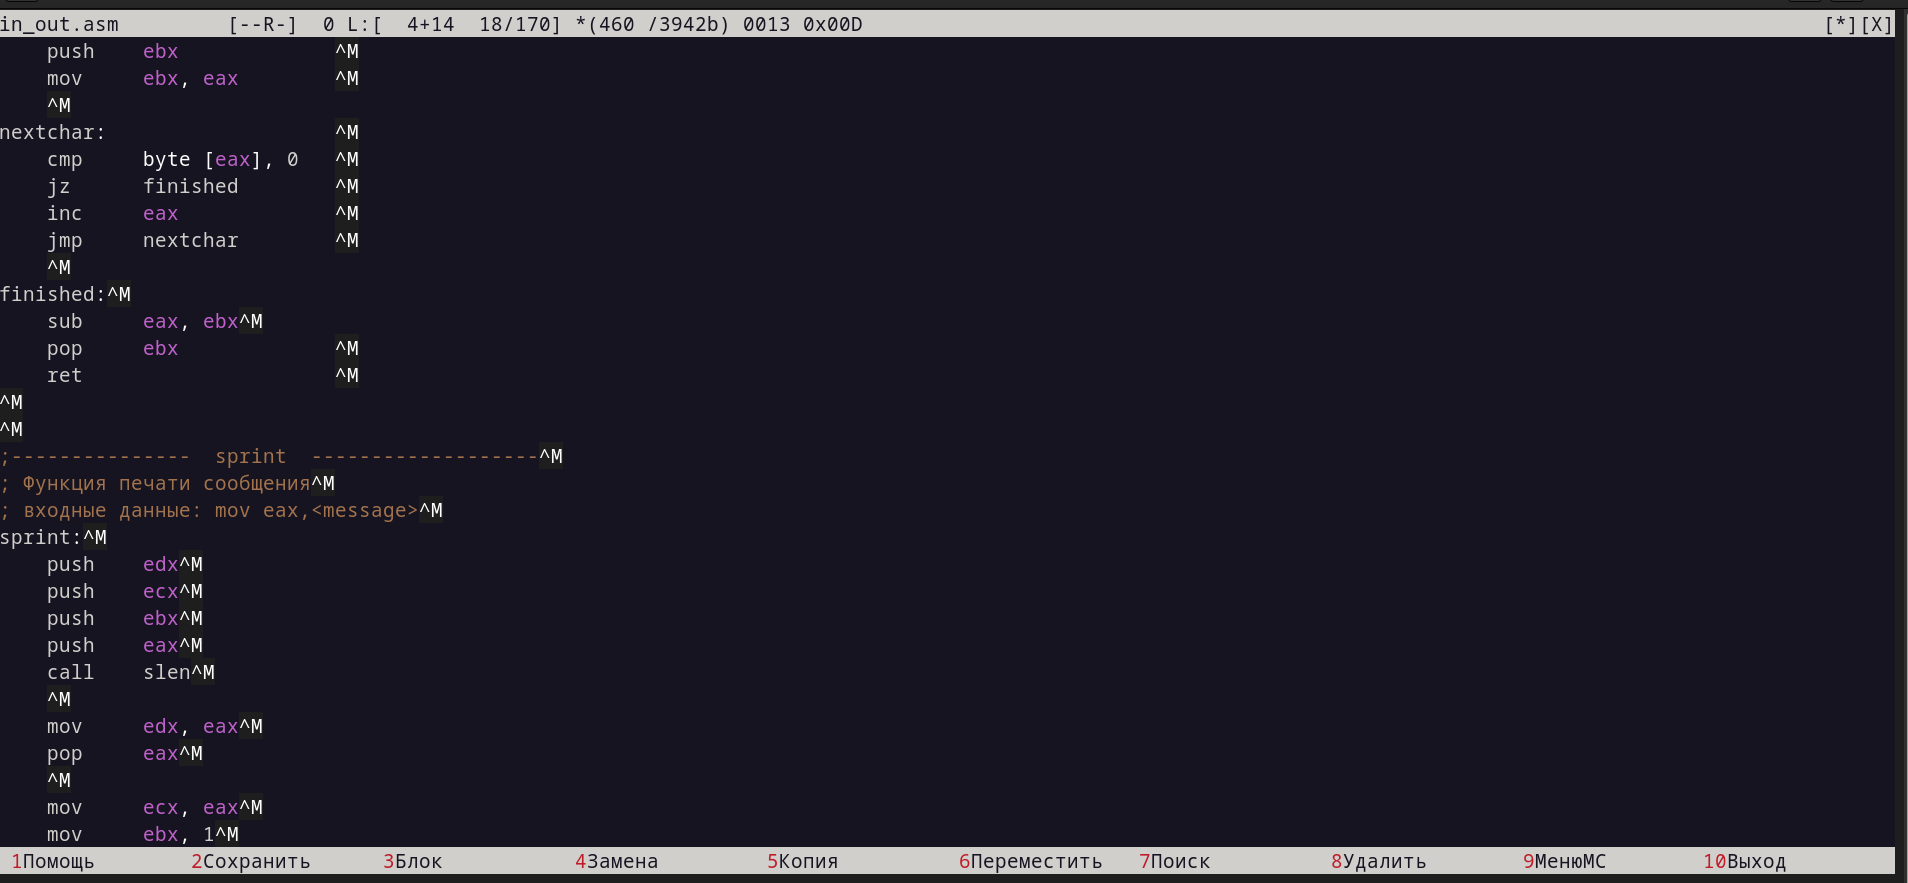 in_out.asm         [--R-]  0 L:[  4+14  18/170] *(460 /3942b) 0013 0x00D                [*][X]
    push    ebx             ^M
    mov     ebx, eax        ^M
    ^M
nextchar:                   ^M
    cmp     byte [eax], 0   ^M
    jz      finished        ^M
    inc     eax             ^M
    jmp     nextchar        ^M
    ^M
finished:^M
    sub     eax, ebx^M
    pop     ebx             ^M
    ret                     ^M
^M
^M
;---------------  sprint  -------------------^M
; Функция печати сообщения^M
; входные данные: mov eax,<message>^M
sprint:^M
    push    edx^M
    push    ecx^M
    push    ebx^M
    push    eax^M
    call    slen^M
    ^M
    mov     edx, eax^M
    pop     eax^M
    ^M
    mov     ecx, eax^M
    mov     ebx, 1^M
1Помощь 2Сохранить 3Блок 4Замена 5Копия 6Переместить 7Поиск 8Удалить 9МенюMC 10Выход